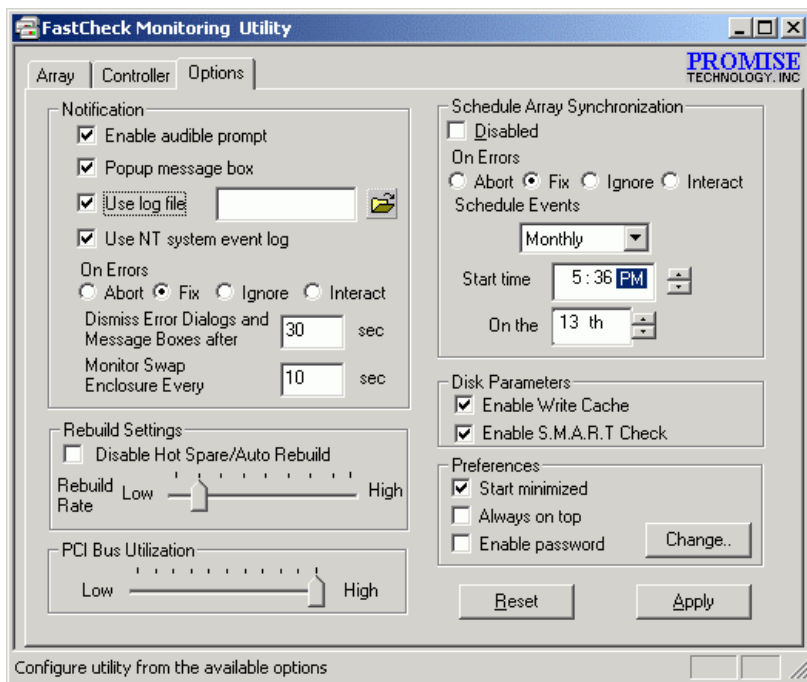 FastCheck Monitoring Utility
PROMISE
TECHNOLOGY, INC
Array
Controller
Options
Notification
Enable audible prompt
Popup message box
Use log file
Use NT system event log
On Errors
Abort
Fix
Ignore
Interact
Dismiss Error Dialogs and
Message Boxes after
30
sec
Monitor Swap
Enclosure Every
10
sec
Rebuild Settings
Disable Hot Spare/Auto Rebuild
Rebuild
Rate
Low
High
PCI Bus Utilization
Low
High
Schedule Array Synchronization
Disabled
On Errors
Abort
Fix
Ignore
Interact
Schedule Events
Monthly
Start time
5:36 PM
On the
13 th
Disk Parameters
Enable Write Cache
Enable S.M.A.R.T Check
Preferences
Start minimized
Always on top
Enable password
Change..
Reset
Apply
Configure utility from the available options